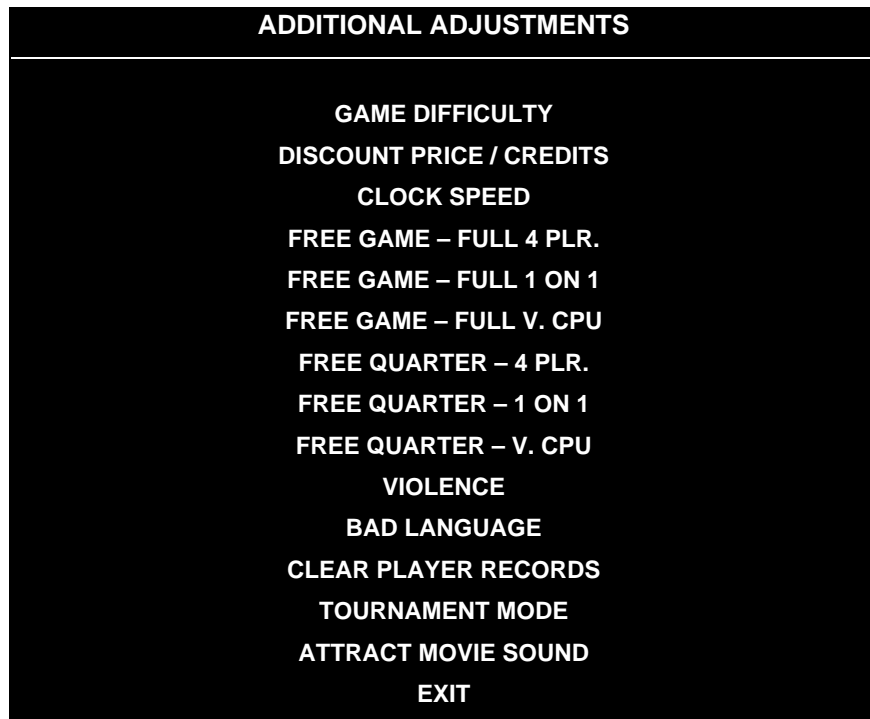 ADDITIONAL ADJUSTMENTS
GAME DIFFICULTY
DISCOUNT PRICE / CREDITS
CLOCK SPEED
FREE GAME – FULL 4 PLR.
FREE GAME – FULL 1 ON 1
FREE GAME – FULL V. CPU
FREE QUARTER – 4 PLR.
FREE QUARTER – 1 ON 1
FREE QUARTER – V. CPU
VIOLENCE
BAD LANGUAGE
CLEAR PLAYER RECORDS
TOURNAMENT MODE
ATTRACT MOVIE SOUND
EXIT